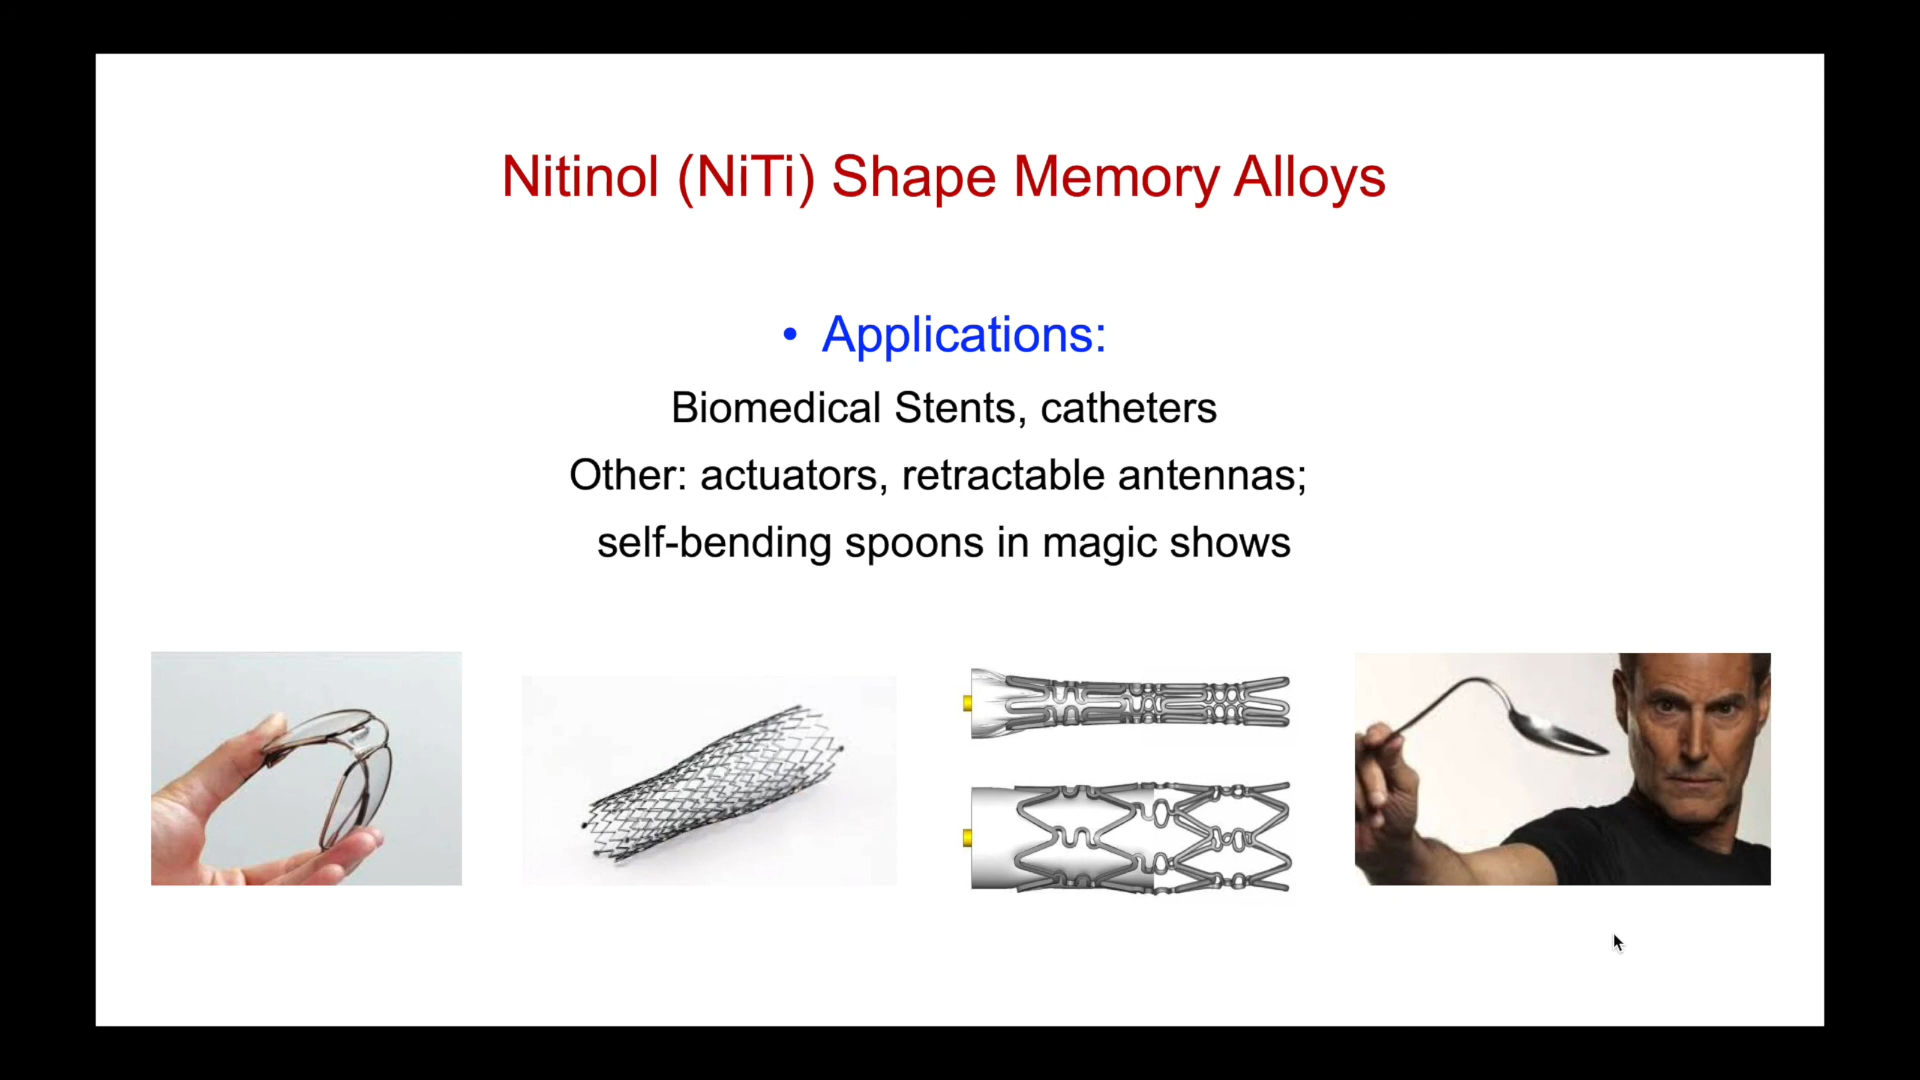 Nitinol (NiTi) Shape Memory Alloys
• Applications:
Biomedical Stents, catheters
Other: actuators, retractable antennas;
self-bending spoons in magic shows